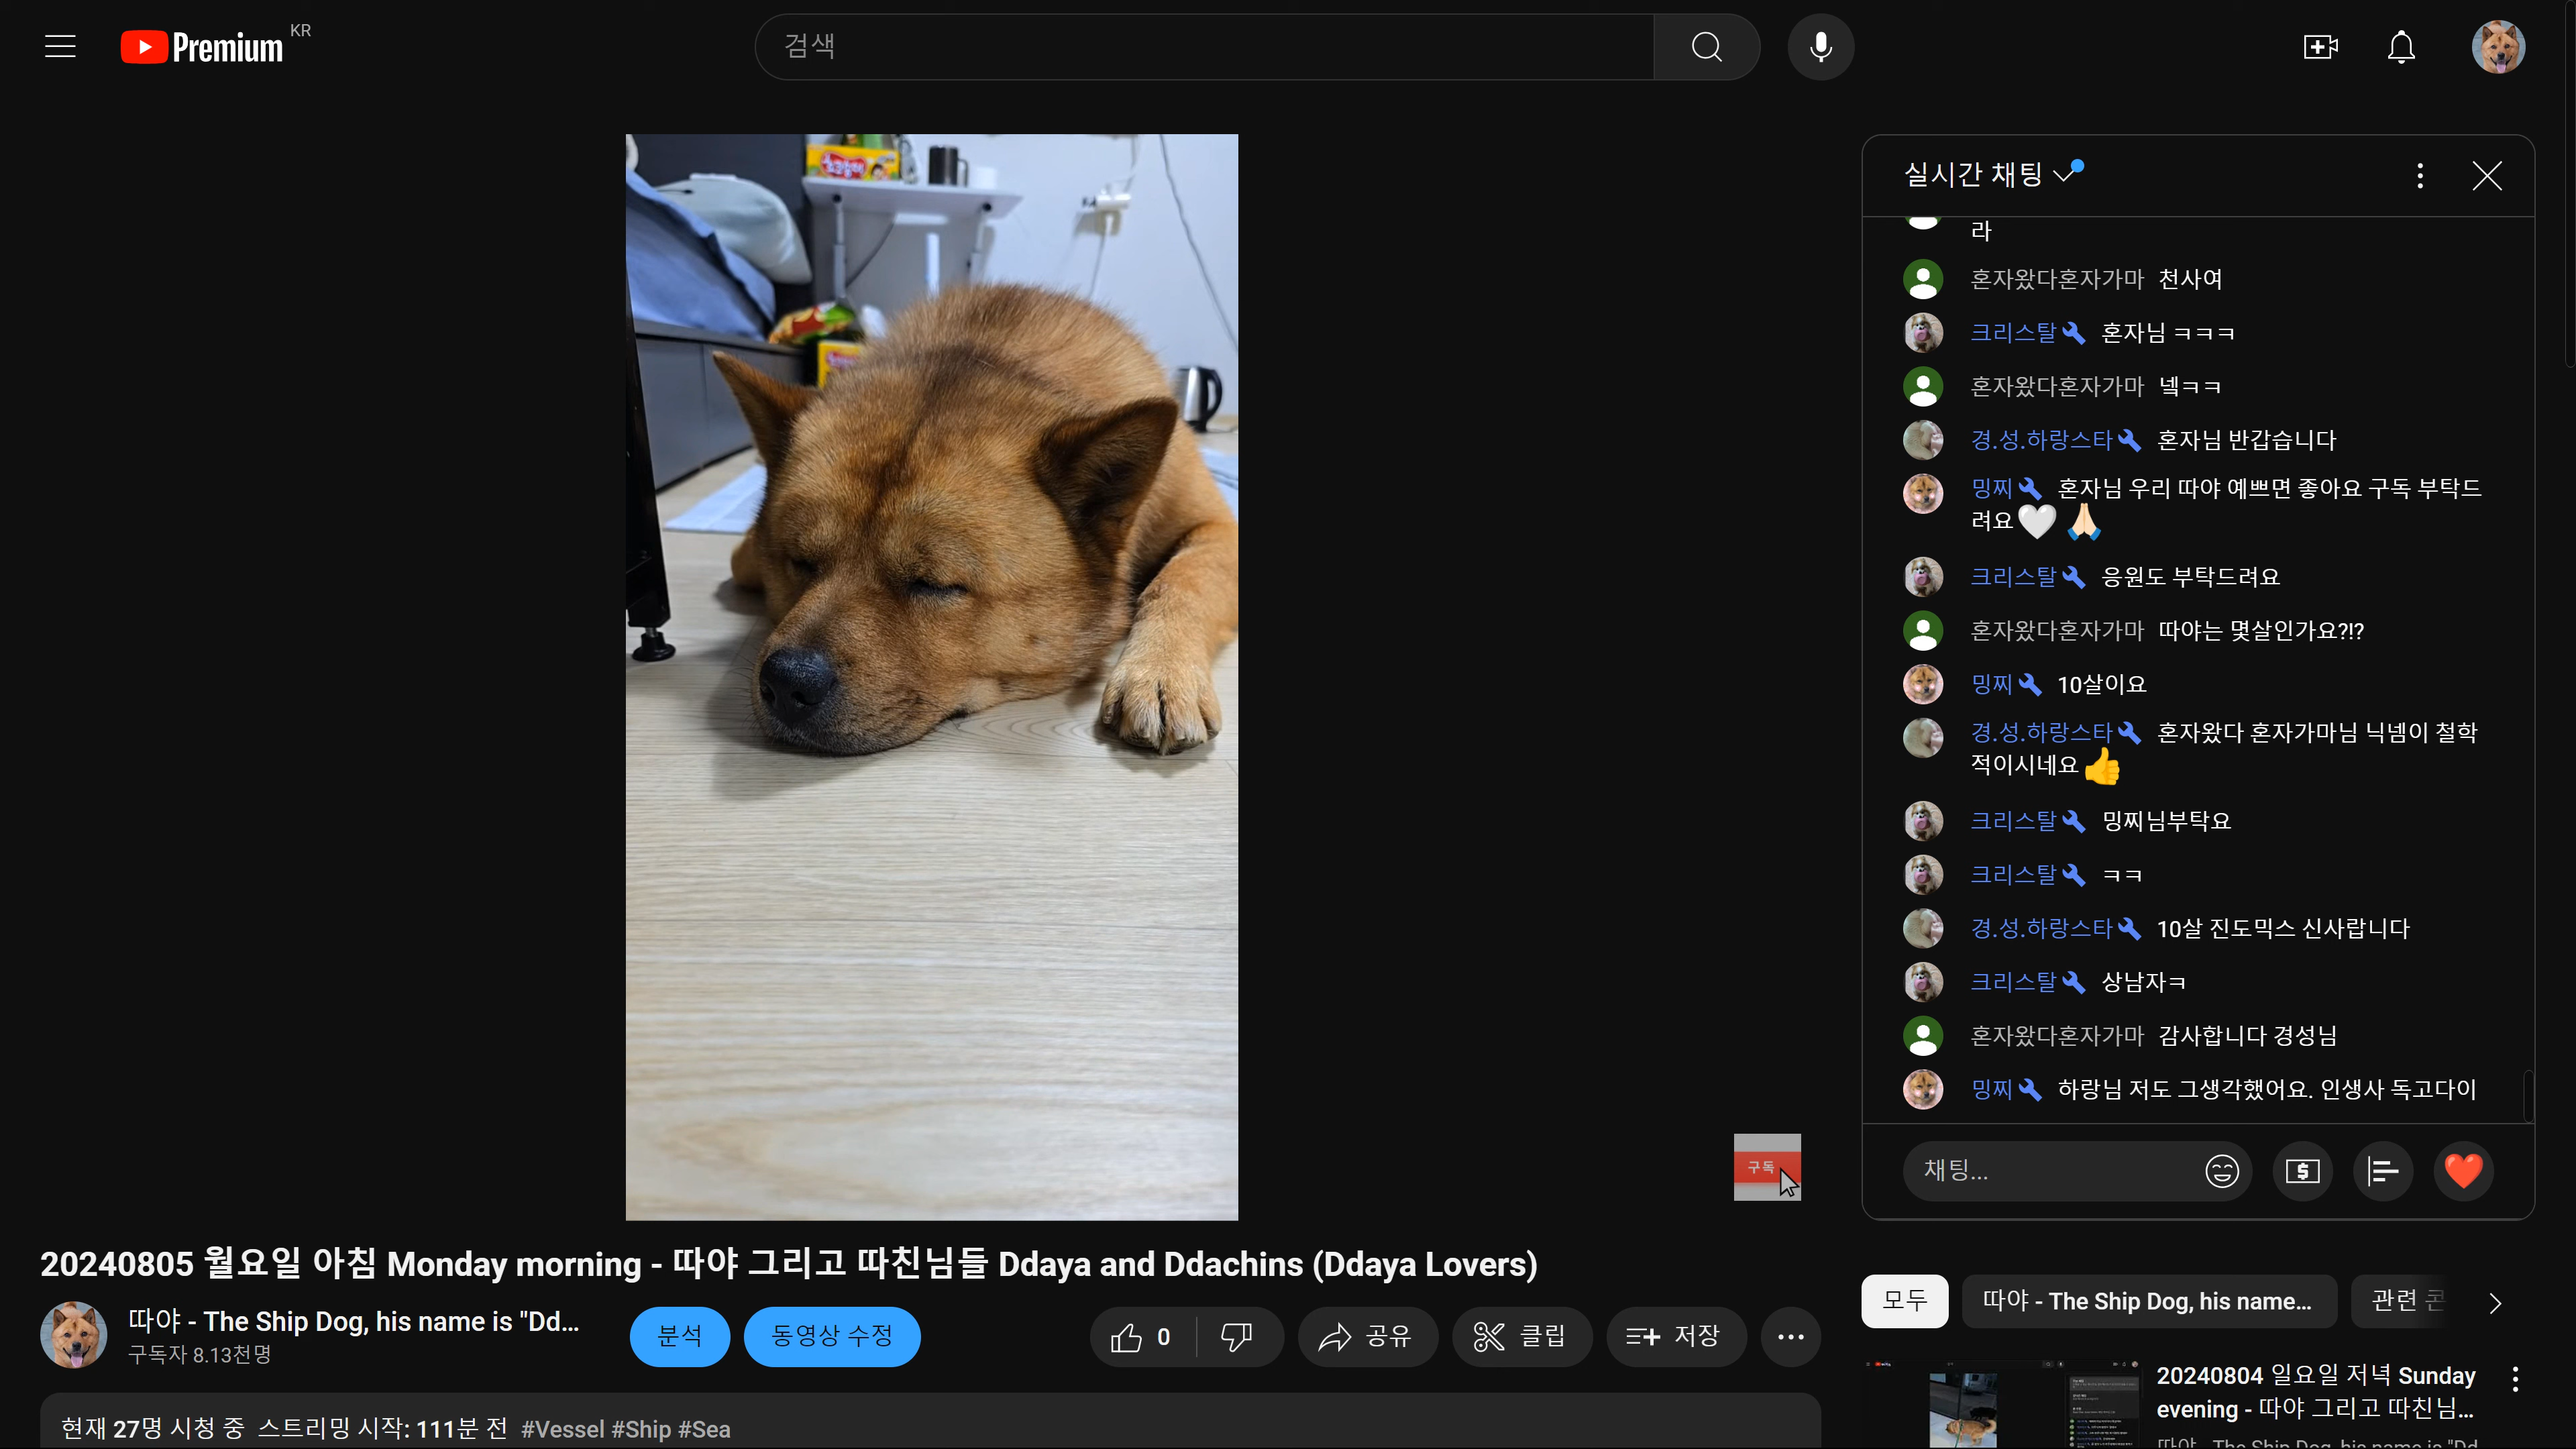 Premium KR
검색
실시간 채팅
라
혼자왔다혼자가마 천사여
크리스탈 혼자님 ㅋㅋㅋ
혼자왔다혼자가마 넼ㅋㅋ
경.성.하랑스타 혼자님 반갑습니다
밍찌 혼자님 우리 따야 예쁘면 좋아요 구독 부탁드
려요🤍🙏🏻
크리스탈 응원도 부탁드려요
혼자왔다혼자가마 따야는 몇살인가요?!?
밍찌 10살이요
경.성.하랑스타 혼자왔다 혼자가마님 닉넴이 철학
적이시네요👍
크리스탈 밍찌님부탁요
크리스탈 ㅋㅋ
경.성.하랑스타 10살 진도믹스 신사랍니다
크리스탈 상남자ㅋ
혼자왔다혼자가마 감사합니다 경성님
밍찌 하랑님 저도 그생각했어요. 인생사 독고다이
채팅...
구독
20240805 월요일 아침 Monday morning - 따야 그리고 따친님들 Ddaya and Ddachins (Ddaya Lovers)
따야 - The Ship Dog, his name is "Dd...
구독자 8.13천명
분석
동영상 수정
0
공유
클립
저장
현재 27명 시청 중 스트리밍 시작: 111분 전 #Vessel #Ship #Sea
모두
따야 - The Ship Dog, his name...
관련 콘
20240804 일요일 저녁 Sunday
evening - 따야 그리고 따친님...
따야 - The Ship Dog, his name is "Dd